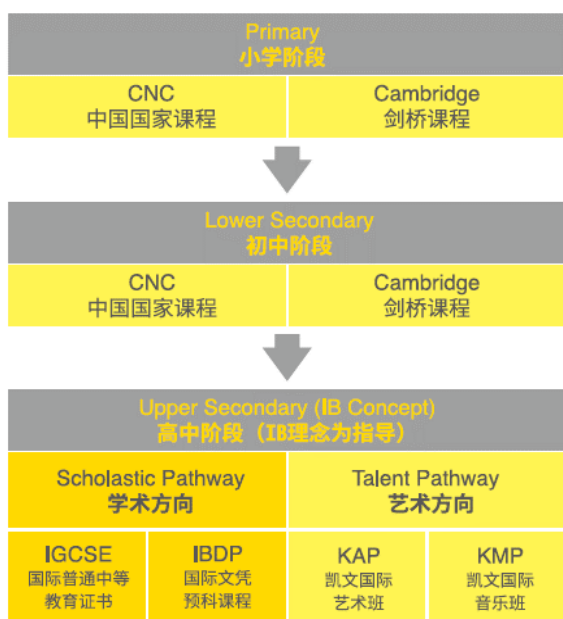 Primary
小学阶段
CNC
中国国家课程
Cambridge
剑桥课程
Lower Secondary
初中阶段
CNC
中国国家课程
Cambridge
剑桥课程
Upper Secondary (IB Concept)
高中阶段（IB理念为指导）
Scholastic Pathway
学术方向
Talent Pathway
艺术方向
IGCSE
国际普通中等
教育证书
IBDP
国际文凭
预科课程
KAP
凯文国际
艺术班
KMP
凯文国际
音乐班